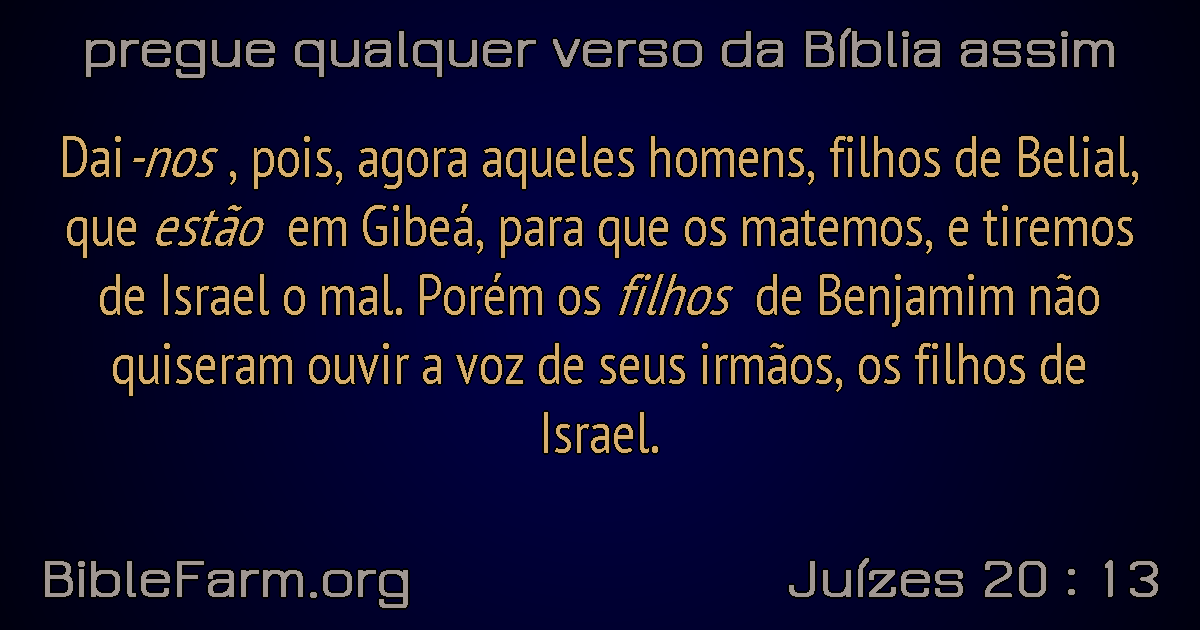 pregue qualquer verso da Bíblia assim
Dai-nos , pois, agora aqueles homens, filhos de Belial,
que estão em Gibeá, para que os matemos, e tiremos
de Israel o mal. Porém os filhos de Benjamim não
quiseram ouvir a voz de seus irmãos, os filhos de
Israel.
BibleFarm.org
Juízes 20 : 13